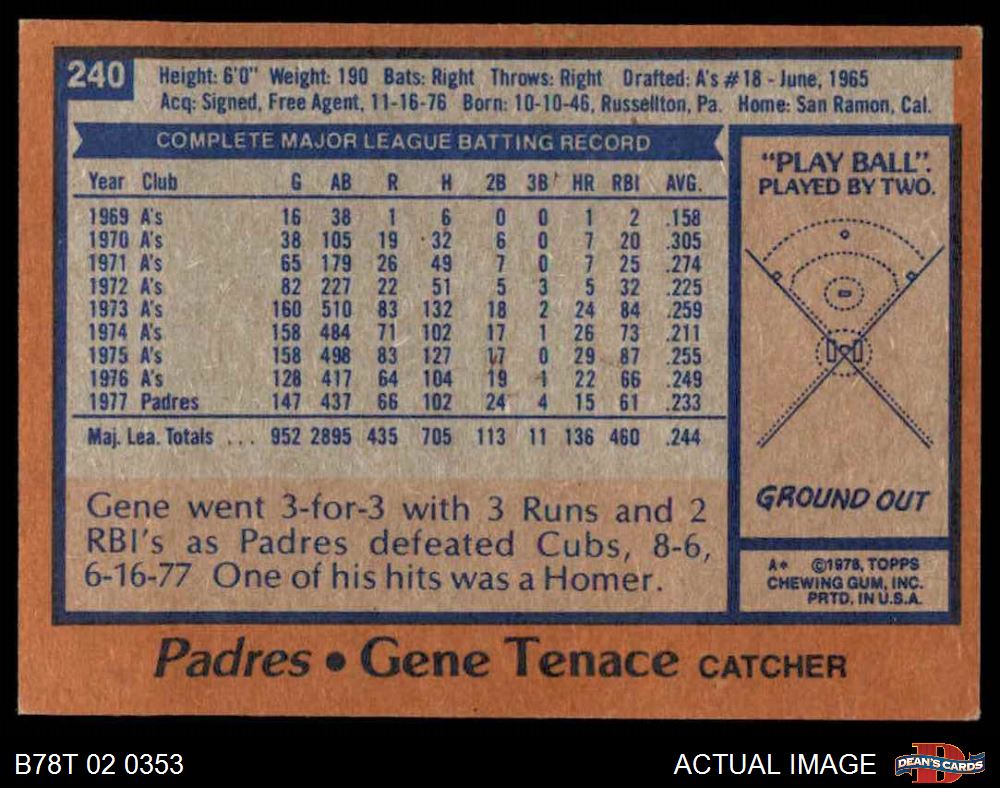 240
Height: 6'0" Weight: 190 Bats: Right Throws: Right Drafted: A's #18 - June, 1965
Acq: Signed, Free Agent, 11-16-76 Born: 10-10-46, Russellton, Pa. Home: San Ramon, Cal.
COMPLETE MAJOR LEAGUE BATTING RECORD
Year Club G AB R H 2B 3B HR RBI AVG.
1969 A's 16 38 1 6 0 0 1 2 .158
1970 A's 38 105 19 32 6 0 7 20 .305
1971 A's 65 179 26 49 7 0 7 25 .274
1972 A's 82 227 22 51 5 3 5 32 .225
1973 A's 160 510 83 132 18 2 24 84 .259
1974 A's 158 484 71 102 17 1 26 73 .211
1975 A's 158 498 83 127 17 0 29 87 .255
1976 A's 128 417 64 104 19 1 22 66 .249
1977 Padres 147 437 66 102 24 4 15 61 .233
Maj. Lea. Totals ... 952 2895 435 705 113 11 136 460 .244
Gene went 3-for-3 with 3 Runs and 2
RBI's as Padres defeated Cubs, 8-6,
6-16-77 One of his hits was a Homer.
"PLAY BALL".
PLAYED BY TWO.
GROUND OUT
A* ©1978, TOPPS
CHEWING GUM, INC.
PRTD. IN U.S.A.
Padres • Gene Tenace CATCHER
B78T 02 0353
ACTUAL IMAGE
DEAN'S CARDS